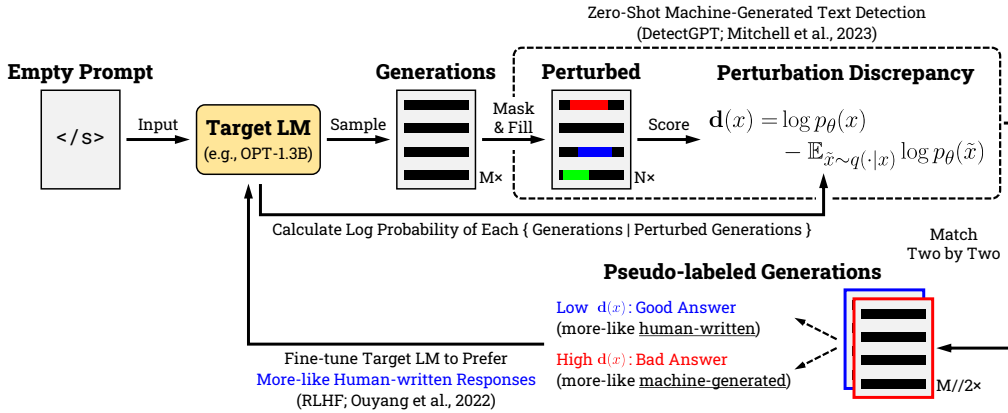 Zero-Shot Machine-Generated Text Detection
(DetectGPT; Mitchell et al., 2023)
Empty Prompt
</s>
Input
Target LM
(e.g., OPT-1.3B)
Sample
Generations
M×
Mask
& Fill
Perturbed
N×
Score
Perturbation Discrepancy
d(x) = log pθ(x)
− 𝔼x̃∼q(·|x) log pθ(x̃)
Calculate Log Probability of Each { Generations | Perturbed Generations }
Match
Two by Two
Pseudo-labeled Generations
Low d(x): Good Answer
(more-like human-written)
High d(x): Bad Answer
(more-like machine-generated)
M//2×
Fine-tune Target LM to Prefer
More-like Human-written Responses
(RLHF; Ouyang et al., 2022)